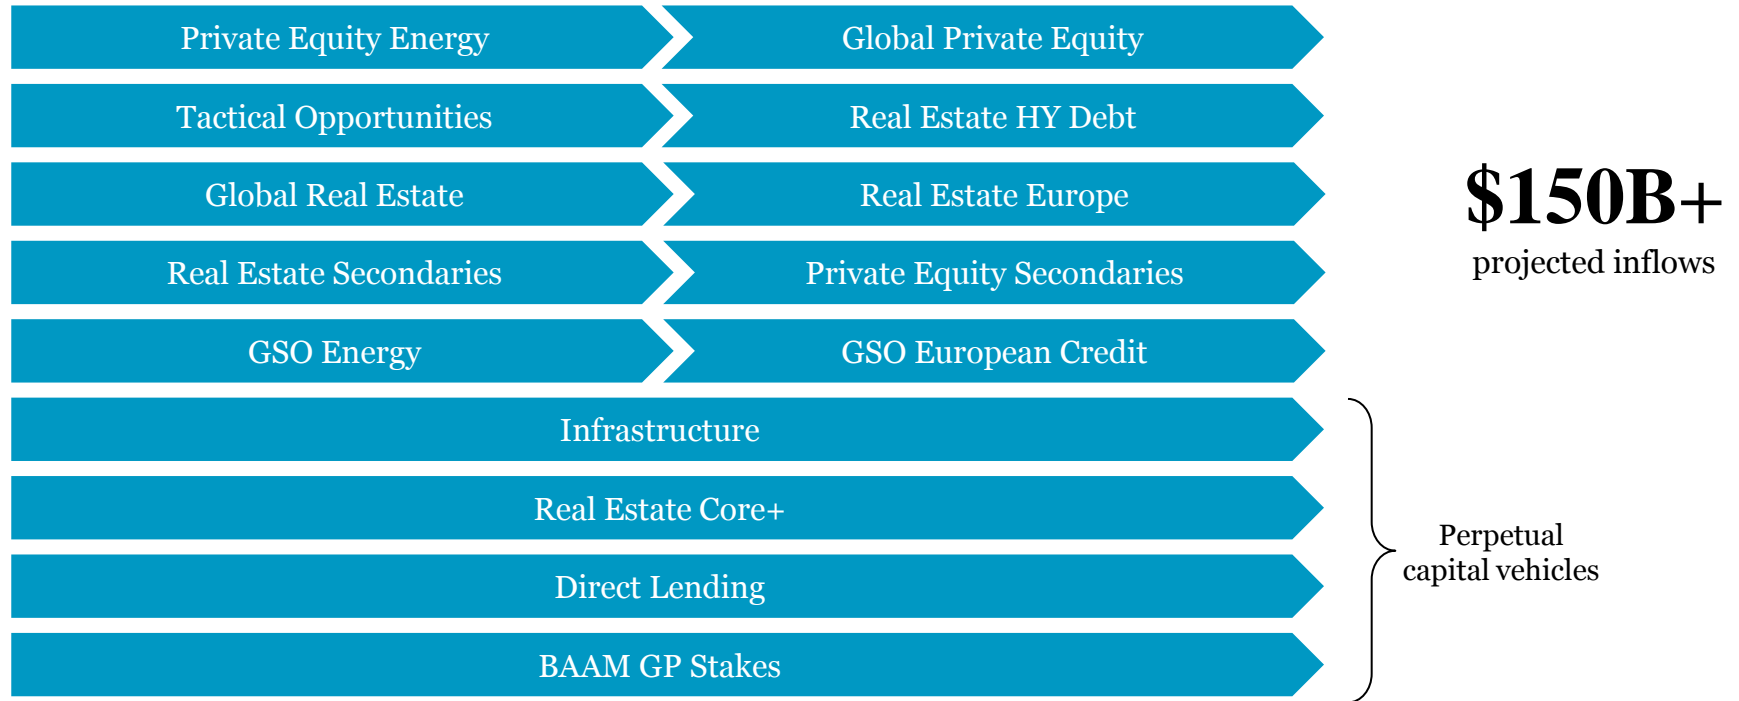 Private Equity Energy
Global Private Equity
Tactical Opportunities
Real Estate HY Debt
Global Real Estate
Real Estate Europe
Real Estate Secondaries
Private Equity Secondaries
GSO Energy
GSO European Credit
$150B+
projected inflows
Infrastructure
Real Estate Core+
Direct Lending
BAAM GP Stakes
Perpetual
capital vehicles